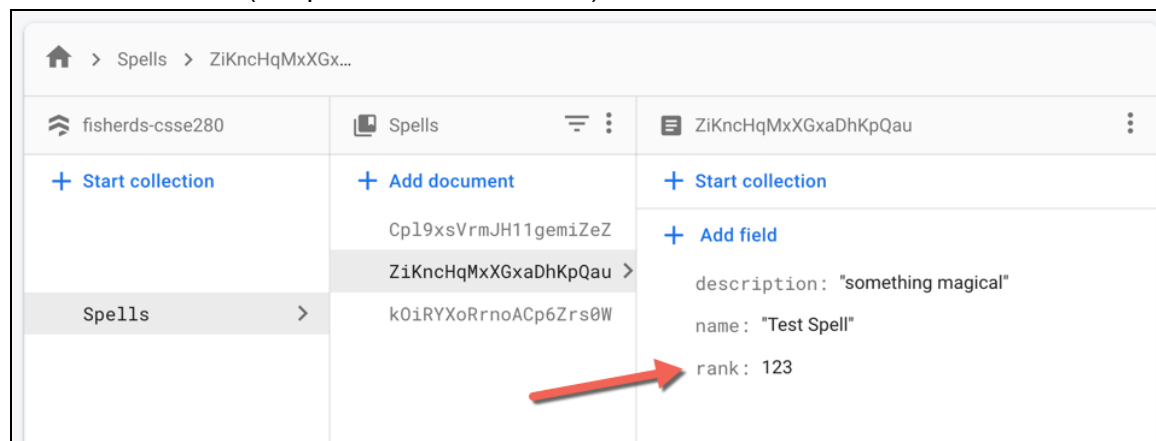 Spells > ZiKncHqMxXGx...
fisherds-csse280
Spells
ZiKncHqMxXGxaDhKpQau
+ Start collection
+ Add document
+ Start collection
Cpl9xsVrmJH11gemiZeZ
+ Add field
ZiKncHqMxXGxaDhKpQau >
description: "something magical"
Spells >
kOiRYXoRrnoACp6Zrs0W
name: "Test Spell"
rank: 123